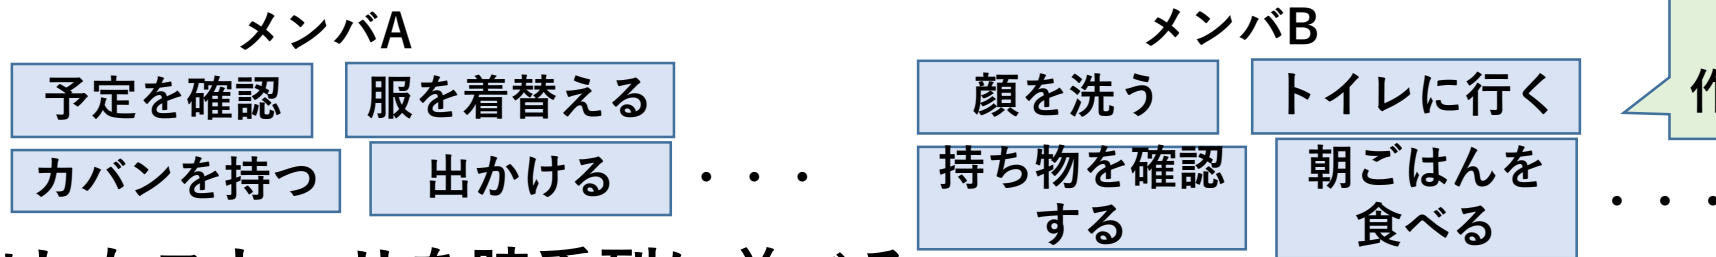 メンバA
予定を確認
服を着替える
カバンを持つ
出かける
・・・
メンバB
顔を洗う
トイレに行く
持ち物を確認
する
朝ごはんを
食べる
・・・